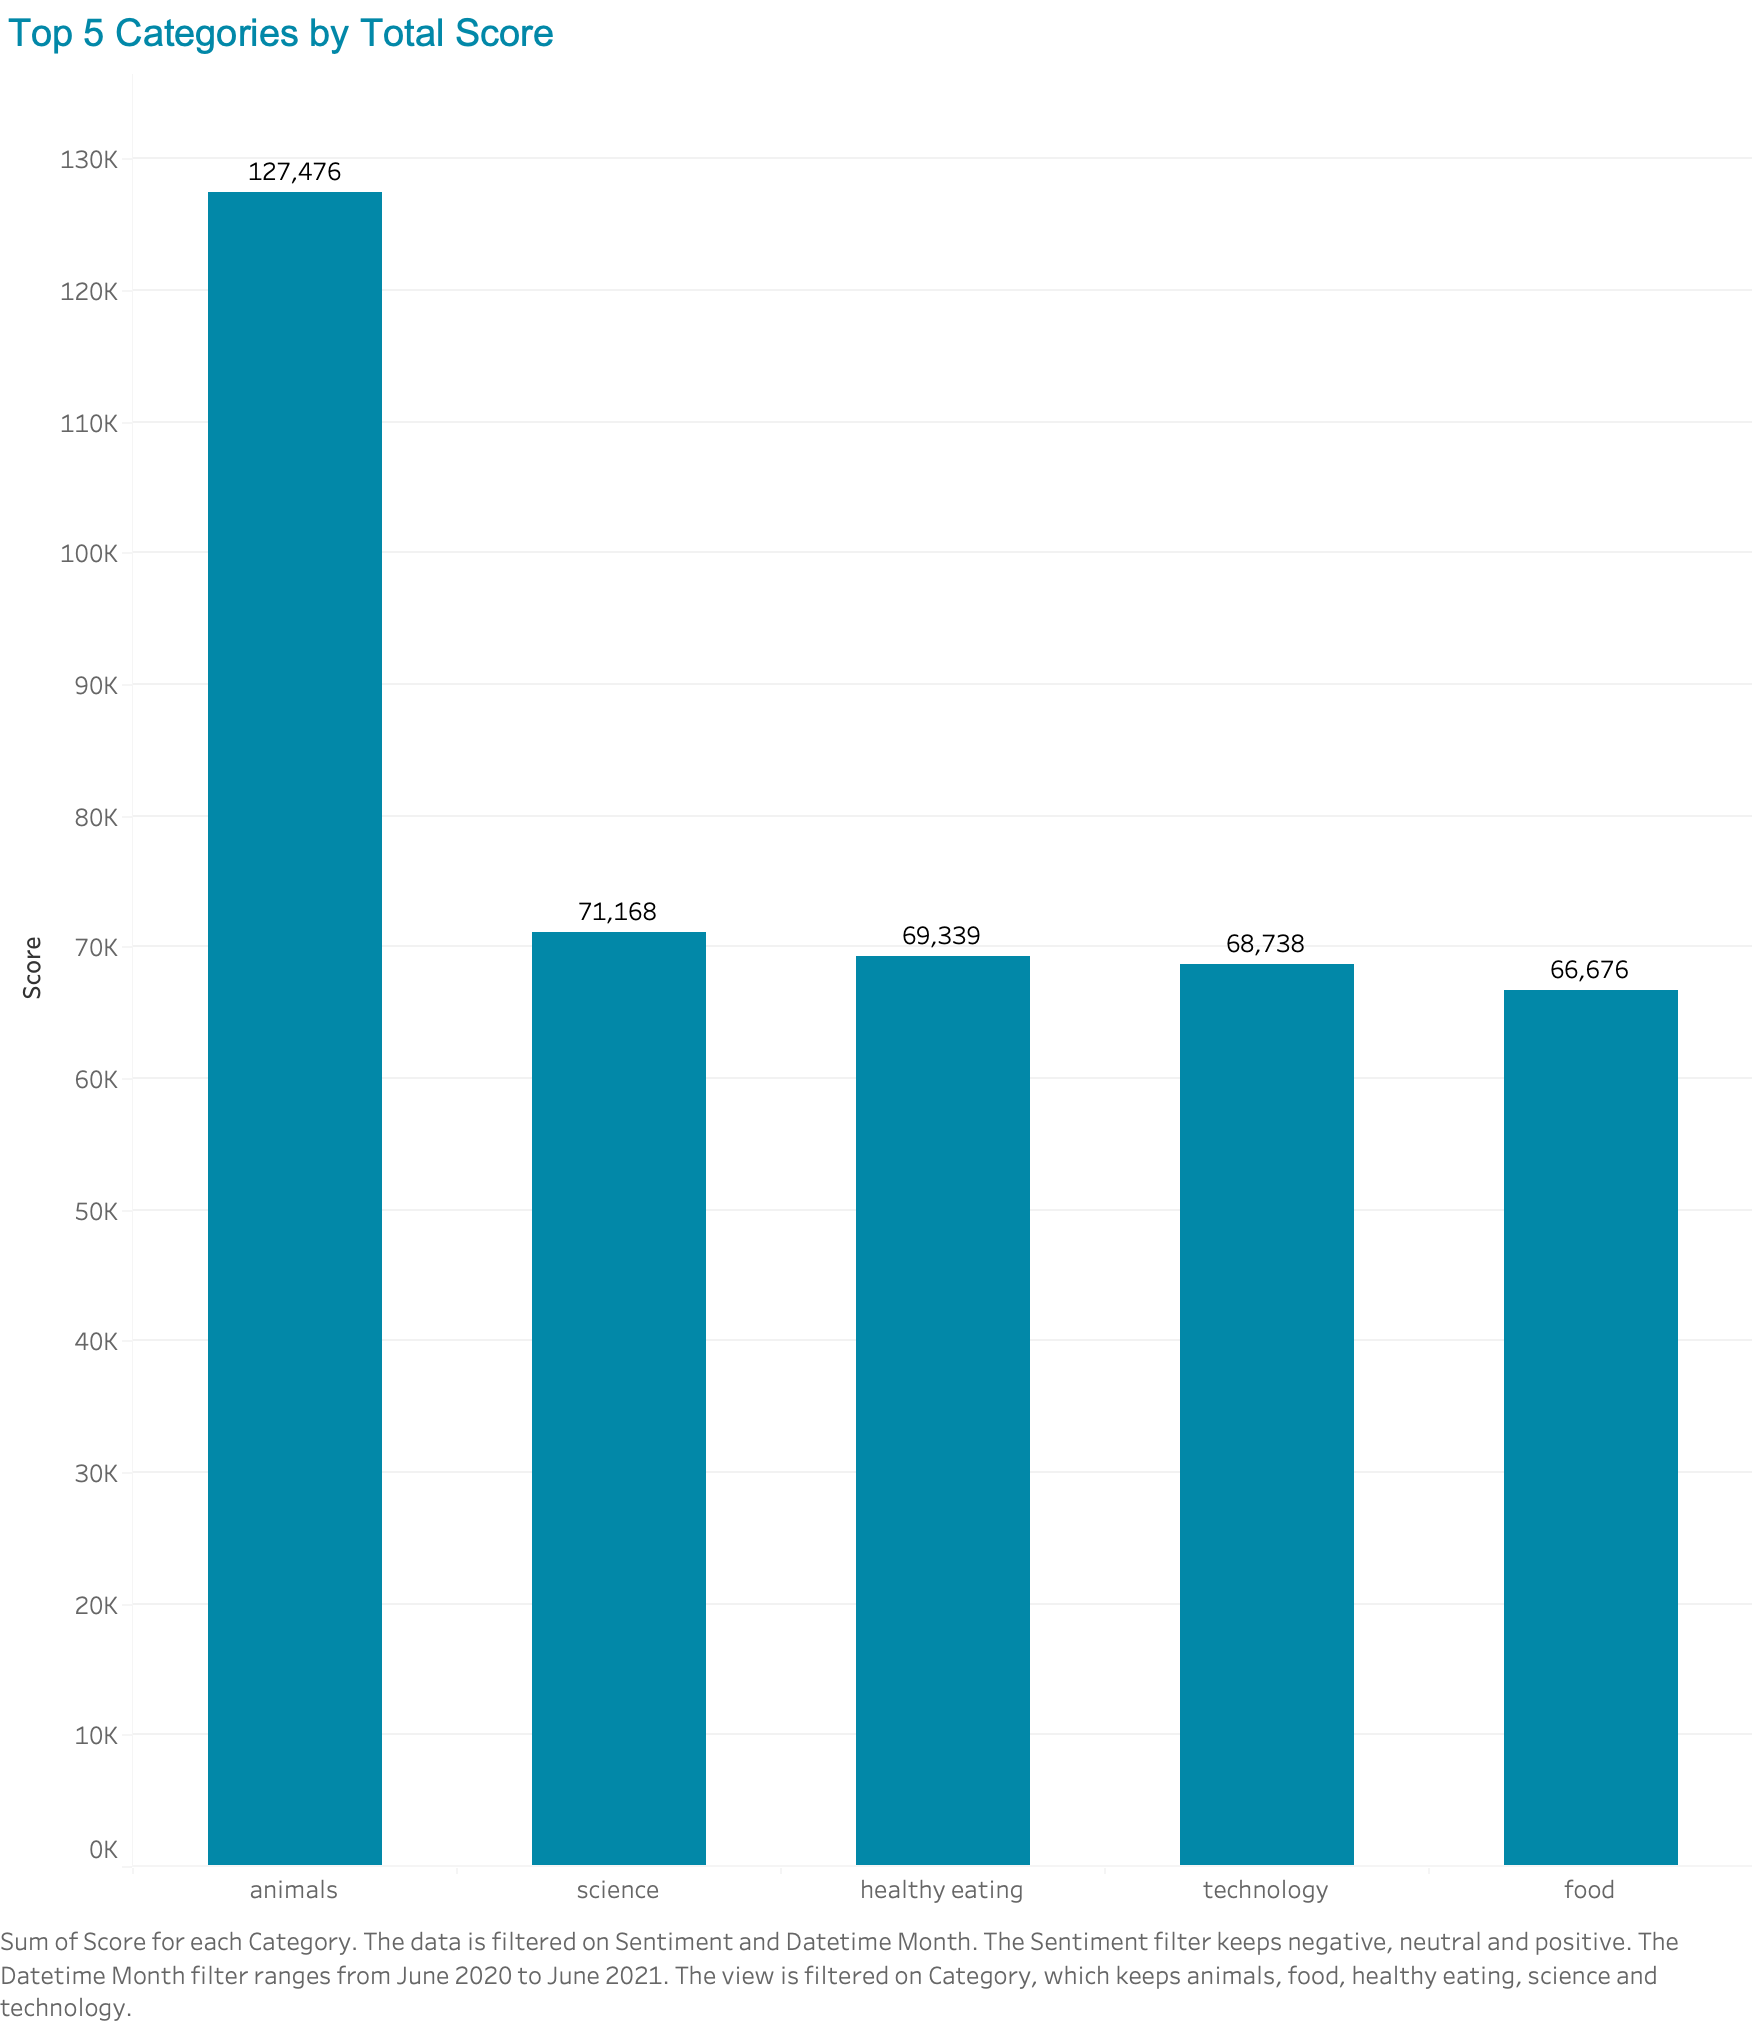 Top 5 Categories by Total Score
130K
127,476
120K
110K
100K
90K
80K
71,168
70K
69,339
68,738
66,676
Score
60K
50K
40K
30K
20K
10K
0K
animals science healthy eating technology food
Sum of Score for each Category. The data is filtered on Sentiment and Datetime Month. The Sentiment filter keeps negative, neutral and positive. The
Datetime Month filter ranges from June 2020 to June 2021. The view is filtered on Category, which keeps animals, food, healthy eating, science and
technology.